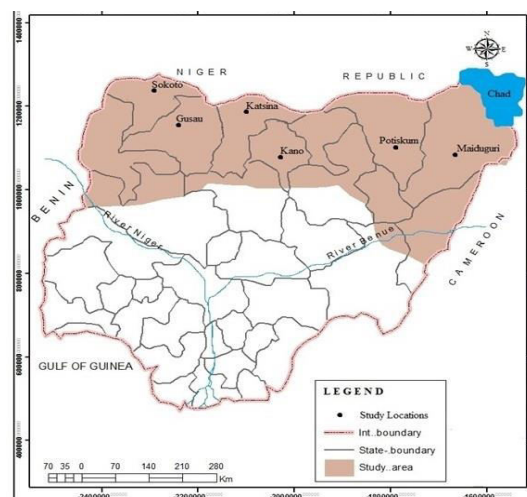 1400000
N
W E
S
NIGER REPUBLIC
Chad
Sokoto
Katsina
1200000
Gusau
Kano
Potiskum
Maiduguri
1000000
BENIN
River Niger
River Benue
CAMEROON
800000
600000
GULF OF GUINEA
LEGEND
Study Locations
Int..boundary
State-.boundary
Study..area
400000
70 35 0 70 140 210 280
Km